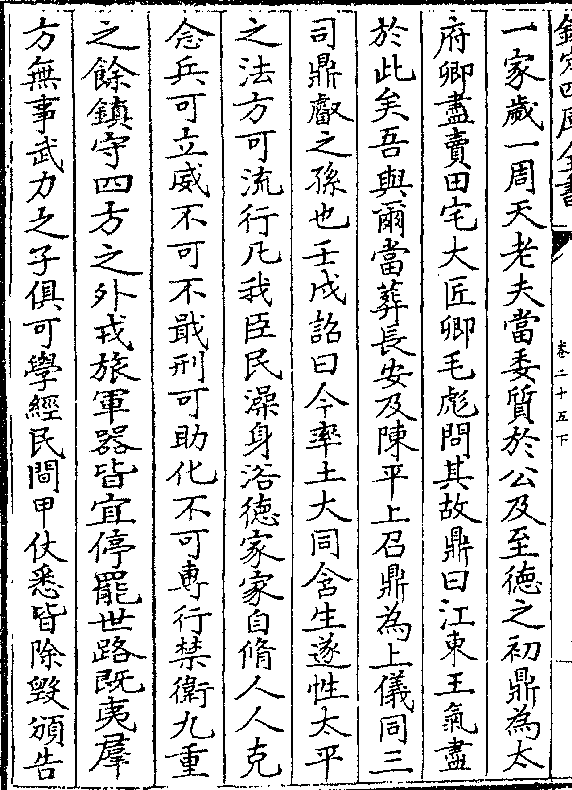 欽定四庫全書
卷二十五下
一家歲一周天老夫當委質於公及至德之初鼎為太
府卿盡賣田宅大匠卿毛彪問其故鼎曰江東王氣盡
於此矣吾與爾當葬長安及陳平上召鼎為上儀同三
司鼎叡之孫也壬戌詔曰今率土大同含生遂性太平
之法方可流行凡我臣民澡身浴德家家自脩人人克
念兵可立威不可不戢刑可助化不可專行禁衛九重
之餘鎮守四方之外戎旅軍器皆宜停罷世路既夷羣
方無事武力之子俱可學經民間甲仗悉皆除毁頒告